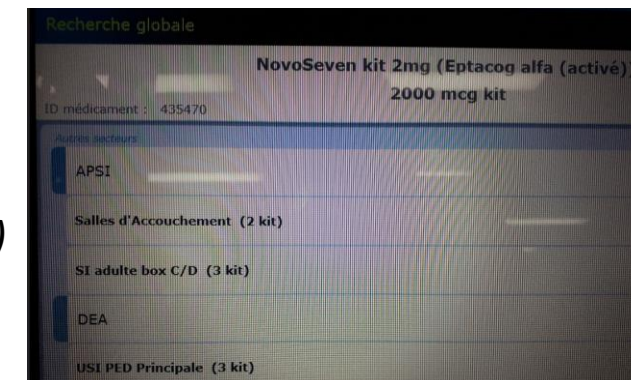 Recherche globale
NovoSeven kit 2mg (Eptacog alfa (activé)
2000 mcg kit
ID médicament : 435470
Autres secteurs
APSI
Salles d'Accouchement (2 kit)
SI adulte box C/D (3 kit)
DEA
USI PED Principale (3 kit)
)